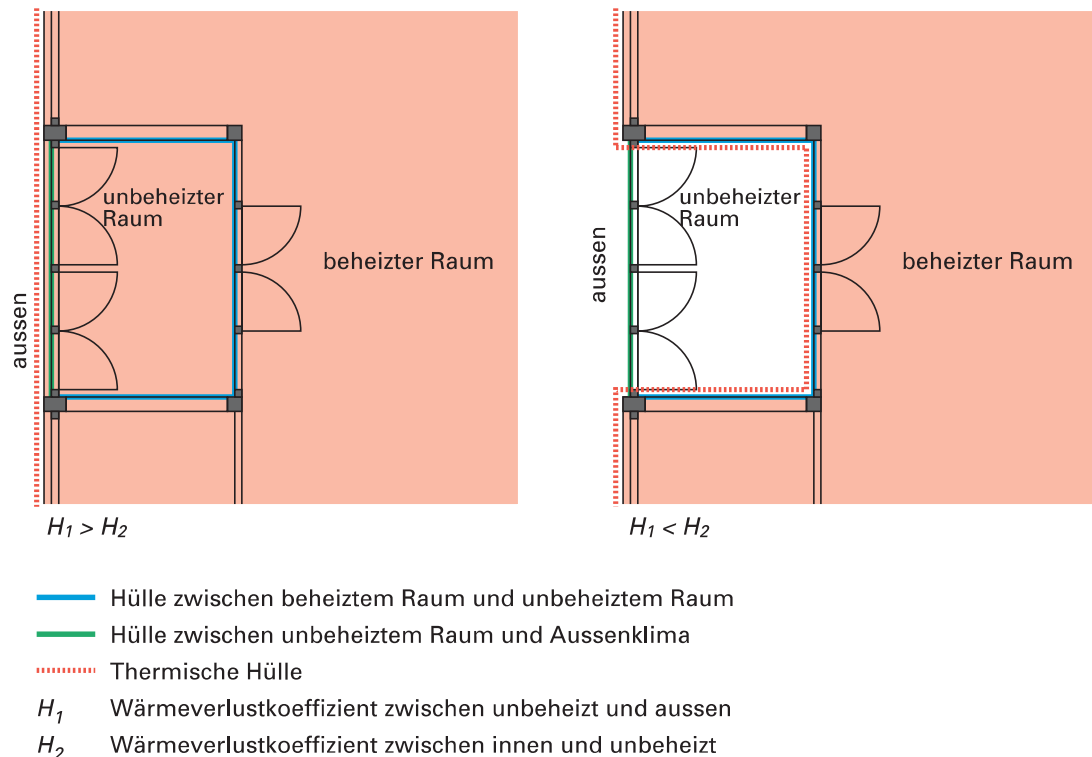 unbeheizter
Raum
beheizter Raum
aussen
H₁ > H₂
unbeheizter
Raum
beheizter Raum
aussen
H₁ < H₂
Hülle zwischen beheiztem Raum und unbeheiztem Raum
Hülle zwischen unbeheiztem Raum und Aussenklima
Thermische Hülle
H₁ Wärmeverlustkoeffizient zwischen unbeheizt und aussen
H₂ Wärmeverlustkoeffizient zwischen innen und unbeheizt